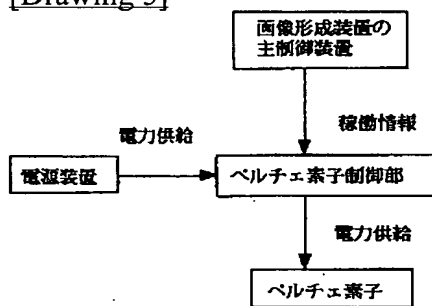 [Drawing 5]
画像形成装置の
主制御装置
稼働情報
電力供給
電源装置
ペルチェ素子制御部
電力供給
ペルチェ素子